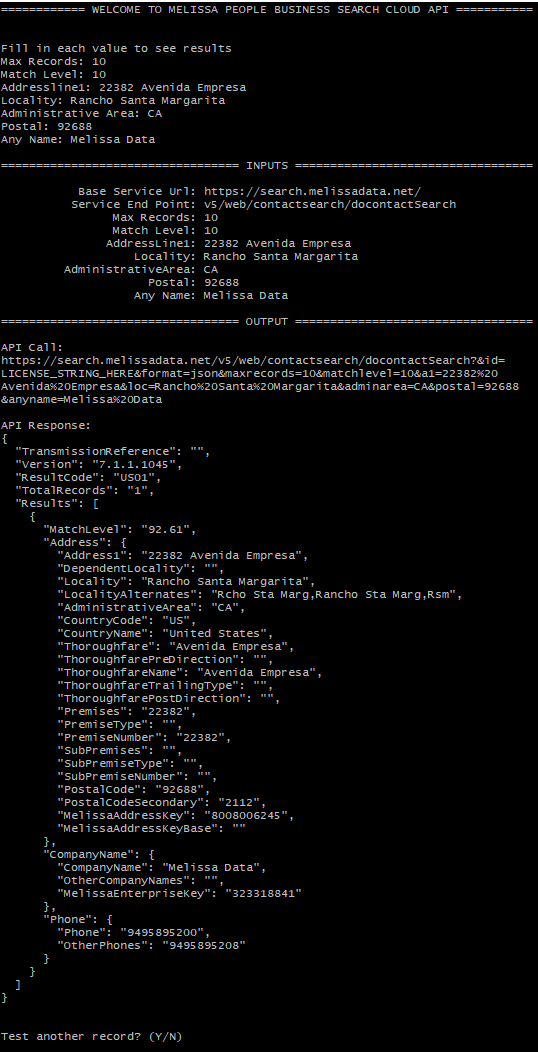 ============ WELCOME TO MELISSA PEOPLE BUSINESS SEARCH CLOUD API ===========
Fill in each value to see results
Max Records: 10
Match Level: 10
Addressline1: 22382 Avenida Empresa
Locality: Rancho Santa Margarita
Administrative Area: CA
Postal: 92688
Any Name: Melissa Data
================================== INPUTS ==================================
Base Service Url: https://search.melissadata.net/
Service End Point: v5/web/contactsearch/docontactSearch
Max Records: 10
Match Level: 10
AddressLine1: 22382 Avenida Empresa
Locality: Rancho Santa Margarita
AdministrativeArea: CA
Postal: 92688
Any Name: Melissa Data
================================== OUTPUT ==================================
API Call:
https://search.melissadata.net/v5/web/contactsearch/docontactSearch?&id=
LICENSE_STRING_HERE&format=json&maxrecords=10&matchlevel=10&a1=22382%20
Avenida%20Empresa&loc=Rancho%20Santa%20Margarita&adminarea=CA&postal=92688
&anyname=Melissa%20Data
API Response:
{
  "TransmissionReference": "",
  "Version": "7.1.1.1045",
  "ResultCode": "US01",
  "TotalRecords": "1",
  "Results": [
    {
      "MatchLevel": "92.61",
      "Address": {
        "Address1": "22382 Avenida Empresa",
        "DependentLocality": "",
        "Locality": "Rancho Santa Margarita",
        "LocalityAlternates": "Rcho Sta Marg,Rancho Sta Marg,Rsm",
        "AdministrativeArea": "CA",
        "CountryCode": "US",
        "CountryName": "United States",
        "Thoroughfare": "Avenida Empresa",
        "ThoroughfarePreDirection": "",
        "ThoroughfareName": "Avenida Empresa",
        "ThoroughfareTrailingType": "",
        "ThoroughfarePostDirection": "",
        "Premises": "22382",
        "PremiseType": "",
        "PremiseNumber": "22382",
        "SubPremises": "",
        "SubPremiseType": "",
        "SubPremiseNumber": "",
        "PostalCode": "92688",
        "PostalCodeSecondary": "2112",
        "MelissaAddressKey": "8008006245",
        "MelissaAddressKeyBase": ""
      },
      "CompanyName": {
        "CompanyName": "Melissa Data",
        "OtherCompanyNames": "",
        "MelissaEnterpriseKey": "323318841"
      },
      "Phone": {
        "Phone": "9495895200",
        "OtherPhones": "9495895208"
      }
    }
  ]
}
Test another record? (Y/N)